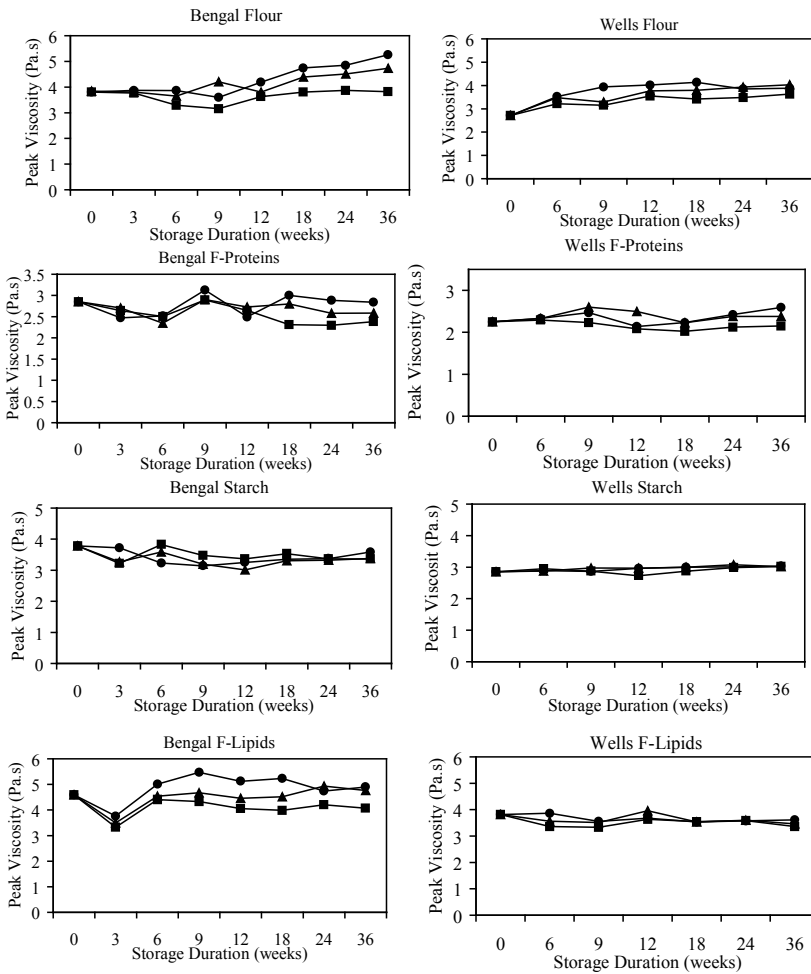 Bengal Flour
Peak Viscosity (Pa.s)
6
5
4
3
2
1
0
0 3 6 9 12 18 24 36
Storage Duration (weeks)
Wells Flour
Peak Viscosity (Pa.s)
6
5
4
3
2
1
0
0 6 9 12 18 24 36
Storage Duration (weeks)
Bengal F-Proteins
Peak Viscosity (Pa.s)
3.5
3
2.5
2
1.5
1
0.5
0
0 3 6 9 12 18 24 36
Storage Duration (weeks)
Wells F-Proteins
Peak Viscosity (Pa.s)
3
2
1
0
0 6 9 12 18 24 36
Storage Duration (weeks)
Bengal Starch
Peak Viscosity (Pa.s)
5
4
3
2
1
0
0 3 6 9 12 18 24 36
Storage Duration (weeks)
Wells Starch
Peak Viscosit (Pa.s)
5
4
3
2
1
0
0 6 9 12 18 24 36
Storage Duration (weeks)
Bengal F-Lipids
Peak Viscosity (Pa.s)
6
5
4
3
2
1
0
0 3 6 9 12 18 24 36
Storage Duration (weeks)
Wells F-Lipids
Peak Viscosity (Pa.s)
6
5
4
3
2
1
0
0 6 9 12 18 24 36
Storage Duration (weeks)